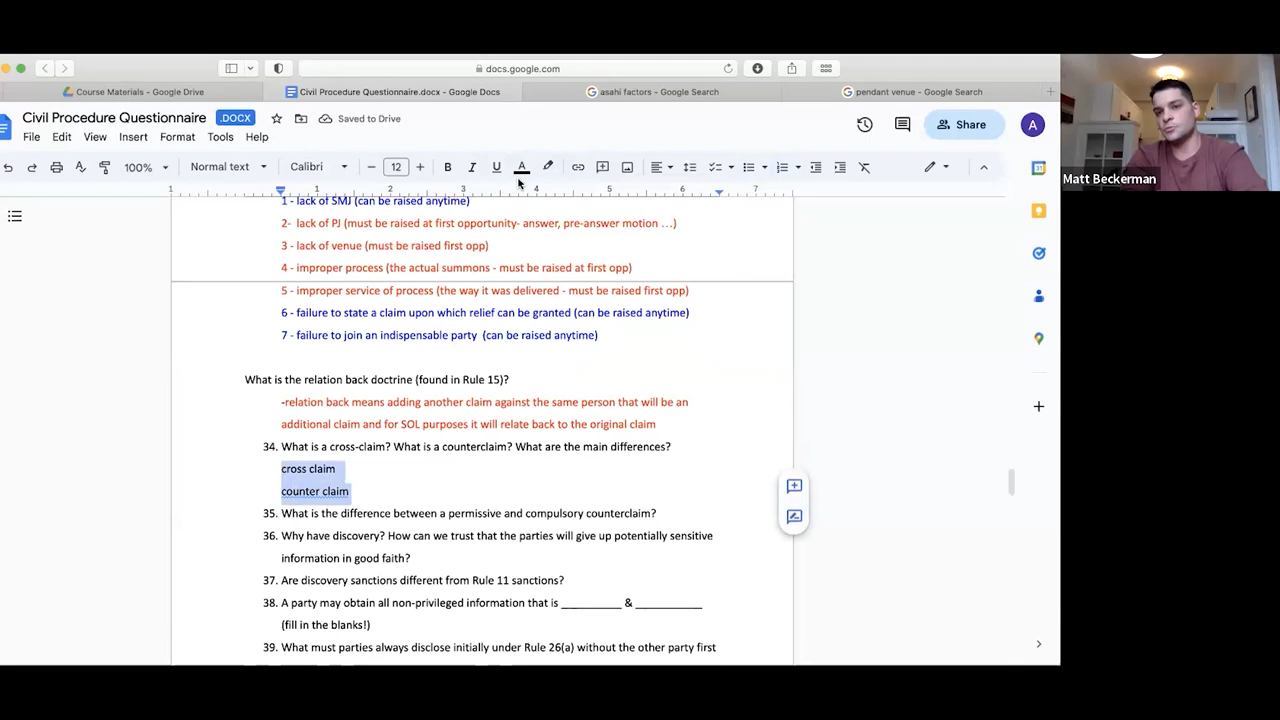 docs.google.com
Course Materials – Google Drive
Civil Procedure Questionnaire.docx - Google Docs
asahi factors - Google Search
pendant venue - Google Search
Civil Procedure Questionnaire
.DOCX
Saved to Drive
File Edit View Insert Format Tools Help
Share
A
100%
Normal text
Calibri
12
B I U A
1 1 2 3 4 5 6 7
1 - lack of SMJ (can be raised anytime)
2- lack of PJ (must be raised at first opportunity- answer, pre-answer motion ...)
3 - lack of venue (must be raised first opp)
4 - improper process (the actual summons - must be raised at first opp)
5 - improper service of process (the way it was delivered - must be raised first opp)
6 - failure to state a claim upon which relief can be granted (can be raised anytime)
7 - failure to join an indispensable party (can be raised anytime)
What is the relation back doctrine (found in Rule 15)?
-relation back means adding another claim against the same person that will be an
additional claim and for SOL purposes it will relate back to the original claim
34. What is a cross-claim? What is a counterclaim? What are the main differences?
cross claim
counter claim
35. What is the difference between a permissive and compulsory counterclaim?
36. Why have discovery? How can we trust that the parties will give up potentially sensitive
information in good faith?
37. Are discovery sanctions different from Rule 11 sanctions?
38. A party may obtain all non-privileged information that is __________ & ___________
(fill in the blanks!)
39. What must parties always disclose initially under Rule 26(a) without the other party first
Matt Beckerman